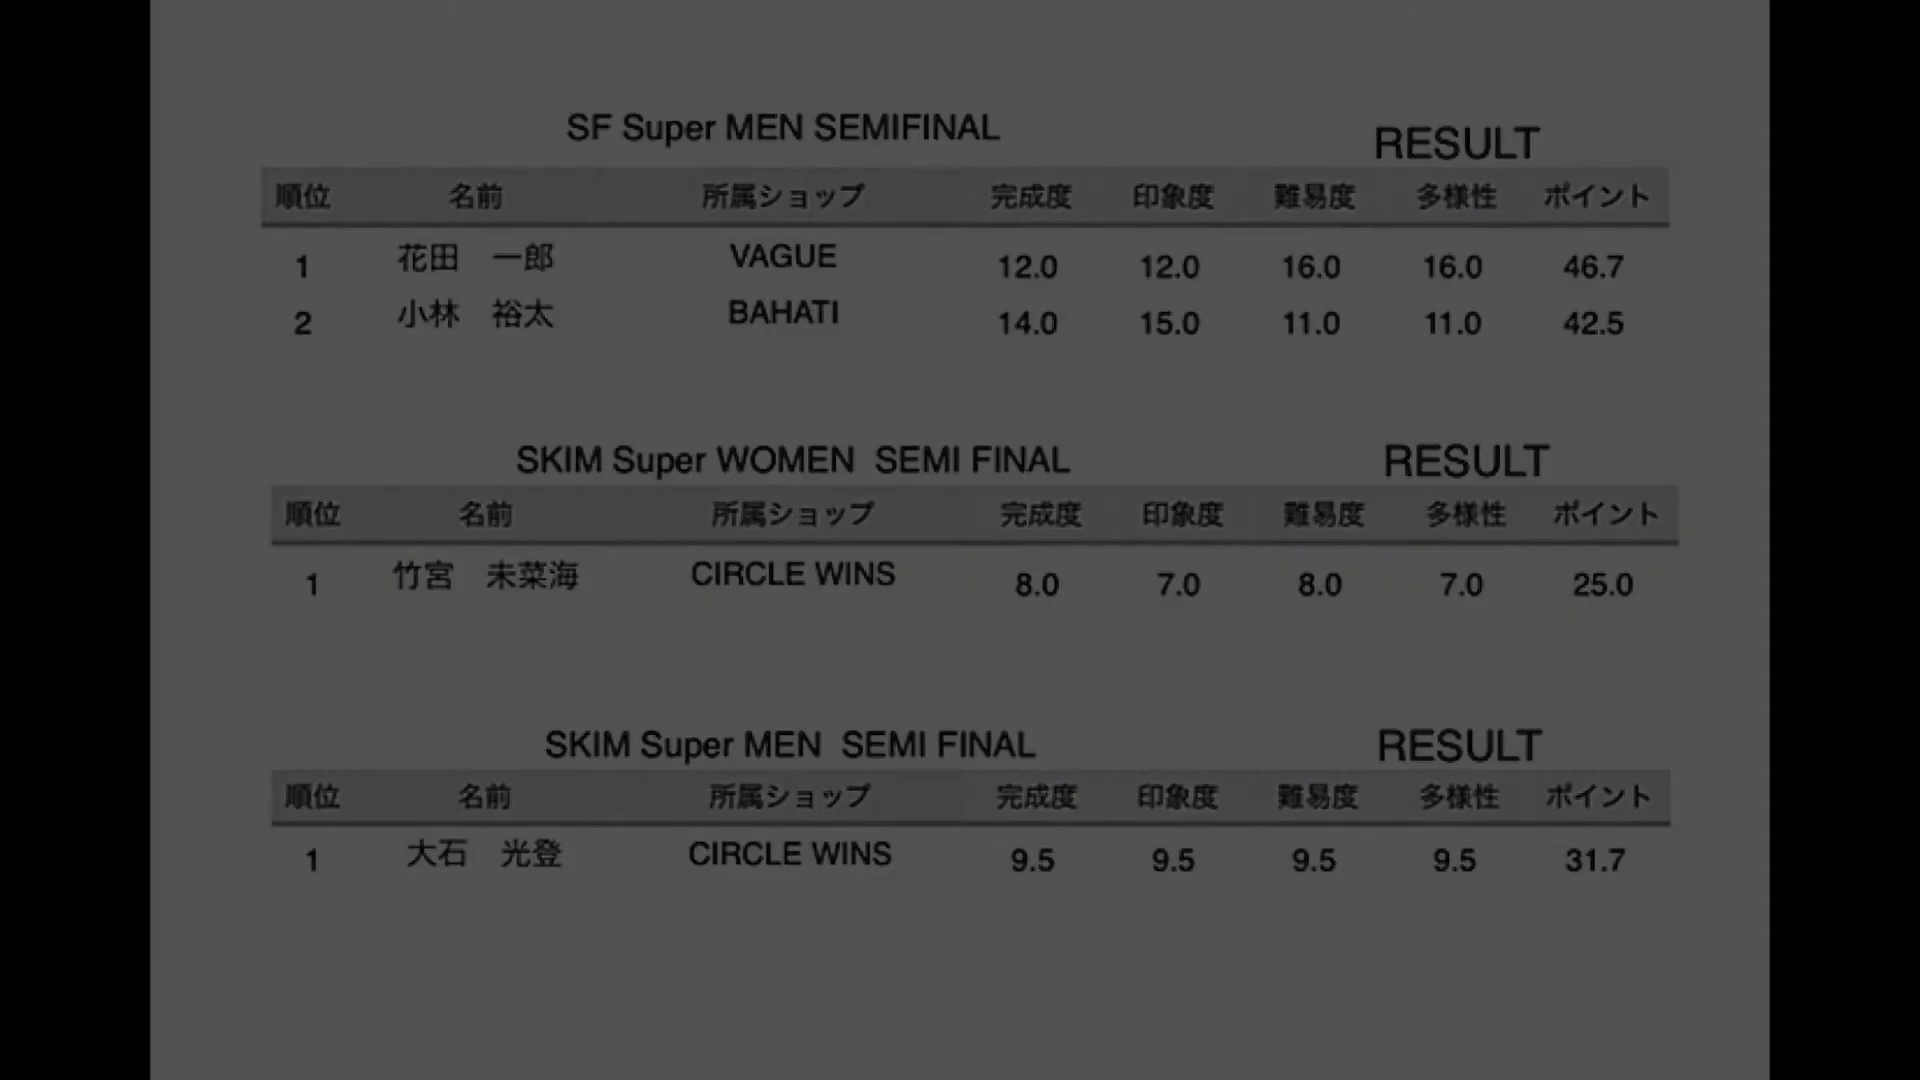 SF Super MEN SEMIFINAL RESULT
順位 名前 所属ショップ 完成度 印象度 難易度 多様性 ポイント
1 花田　一郎 VAGUE 12.0 12.0 16.0 16.0 46.7
2 小林　裕太 BAHATI 14.0 15.0 11.0 11.0 42.5
SKIM Super WOMEN SEMI FINAL RESULT
順位 名前 所属ショップ 完成度 印象度 難易度 多様性 ポイント
1 竹宮　未菜海 CIRCLE WINS 8.0 7.0 8.0 7.0 25.0
SKIM Super MEN SEMI FINAL RESULT
順位 名前 所属ショップ 完成度 印象度 難易度 多様性 ポイント
1 大石　光登 CIRCLE WINS 9.5 9.5 9.5 9.5 31.7